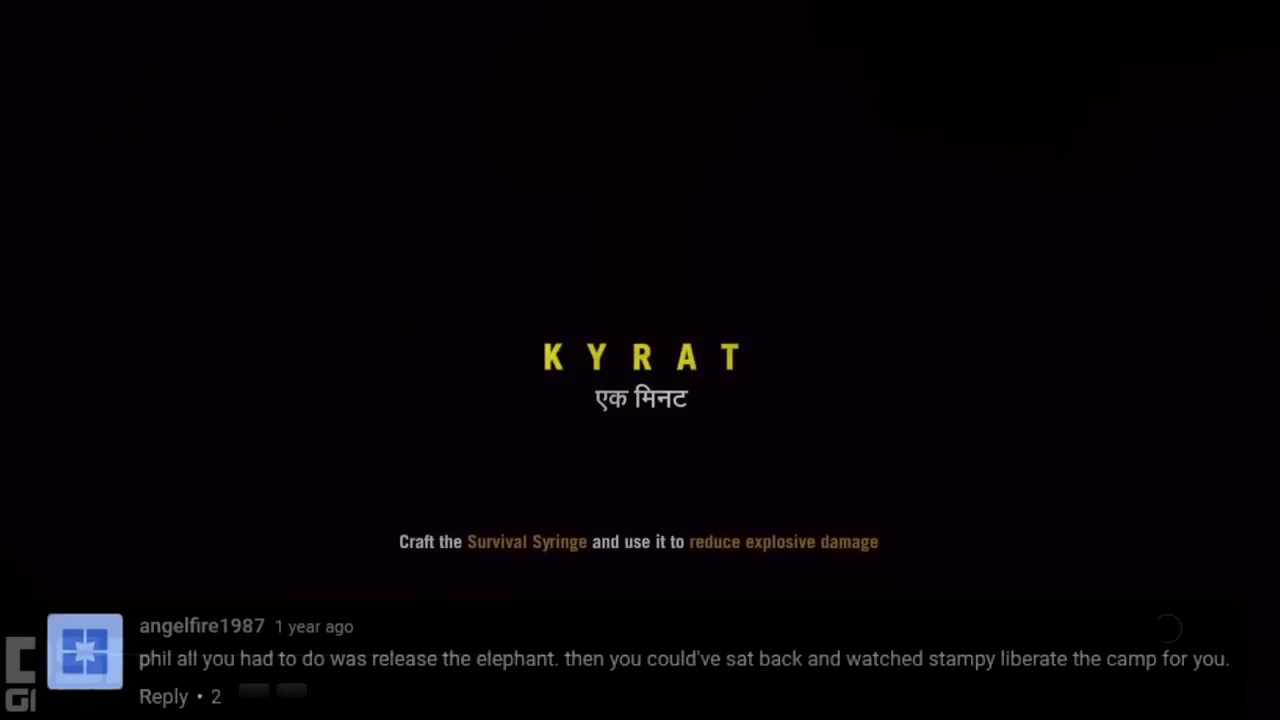 K Y R A T
एक मिनट
Craft the Survival Syringe and use it to reduce explosive damage
angelfire1987 1 year ago
phil all you had to do was release the elephant. then you could've sat back and watched stampy liberate the camp for you.
Reply • 2